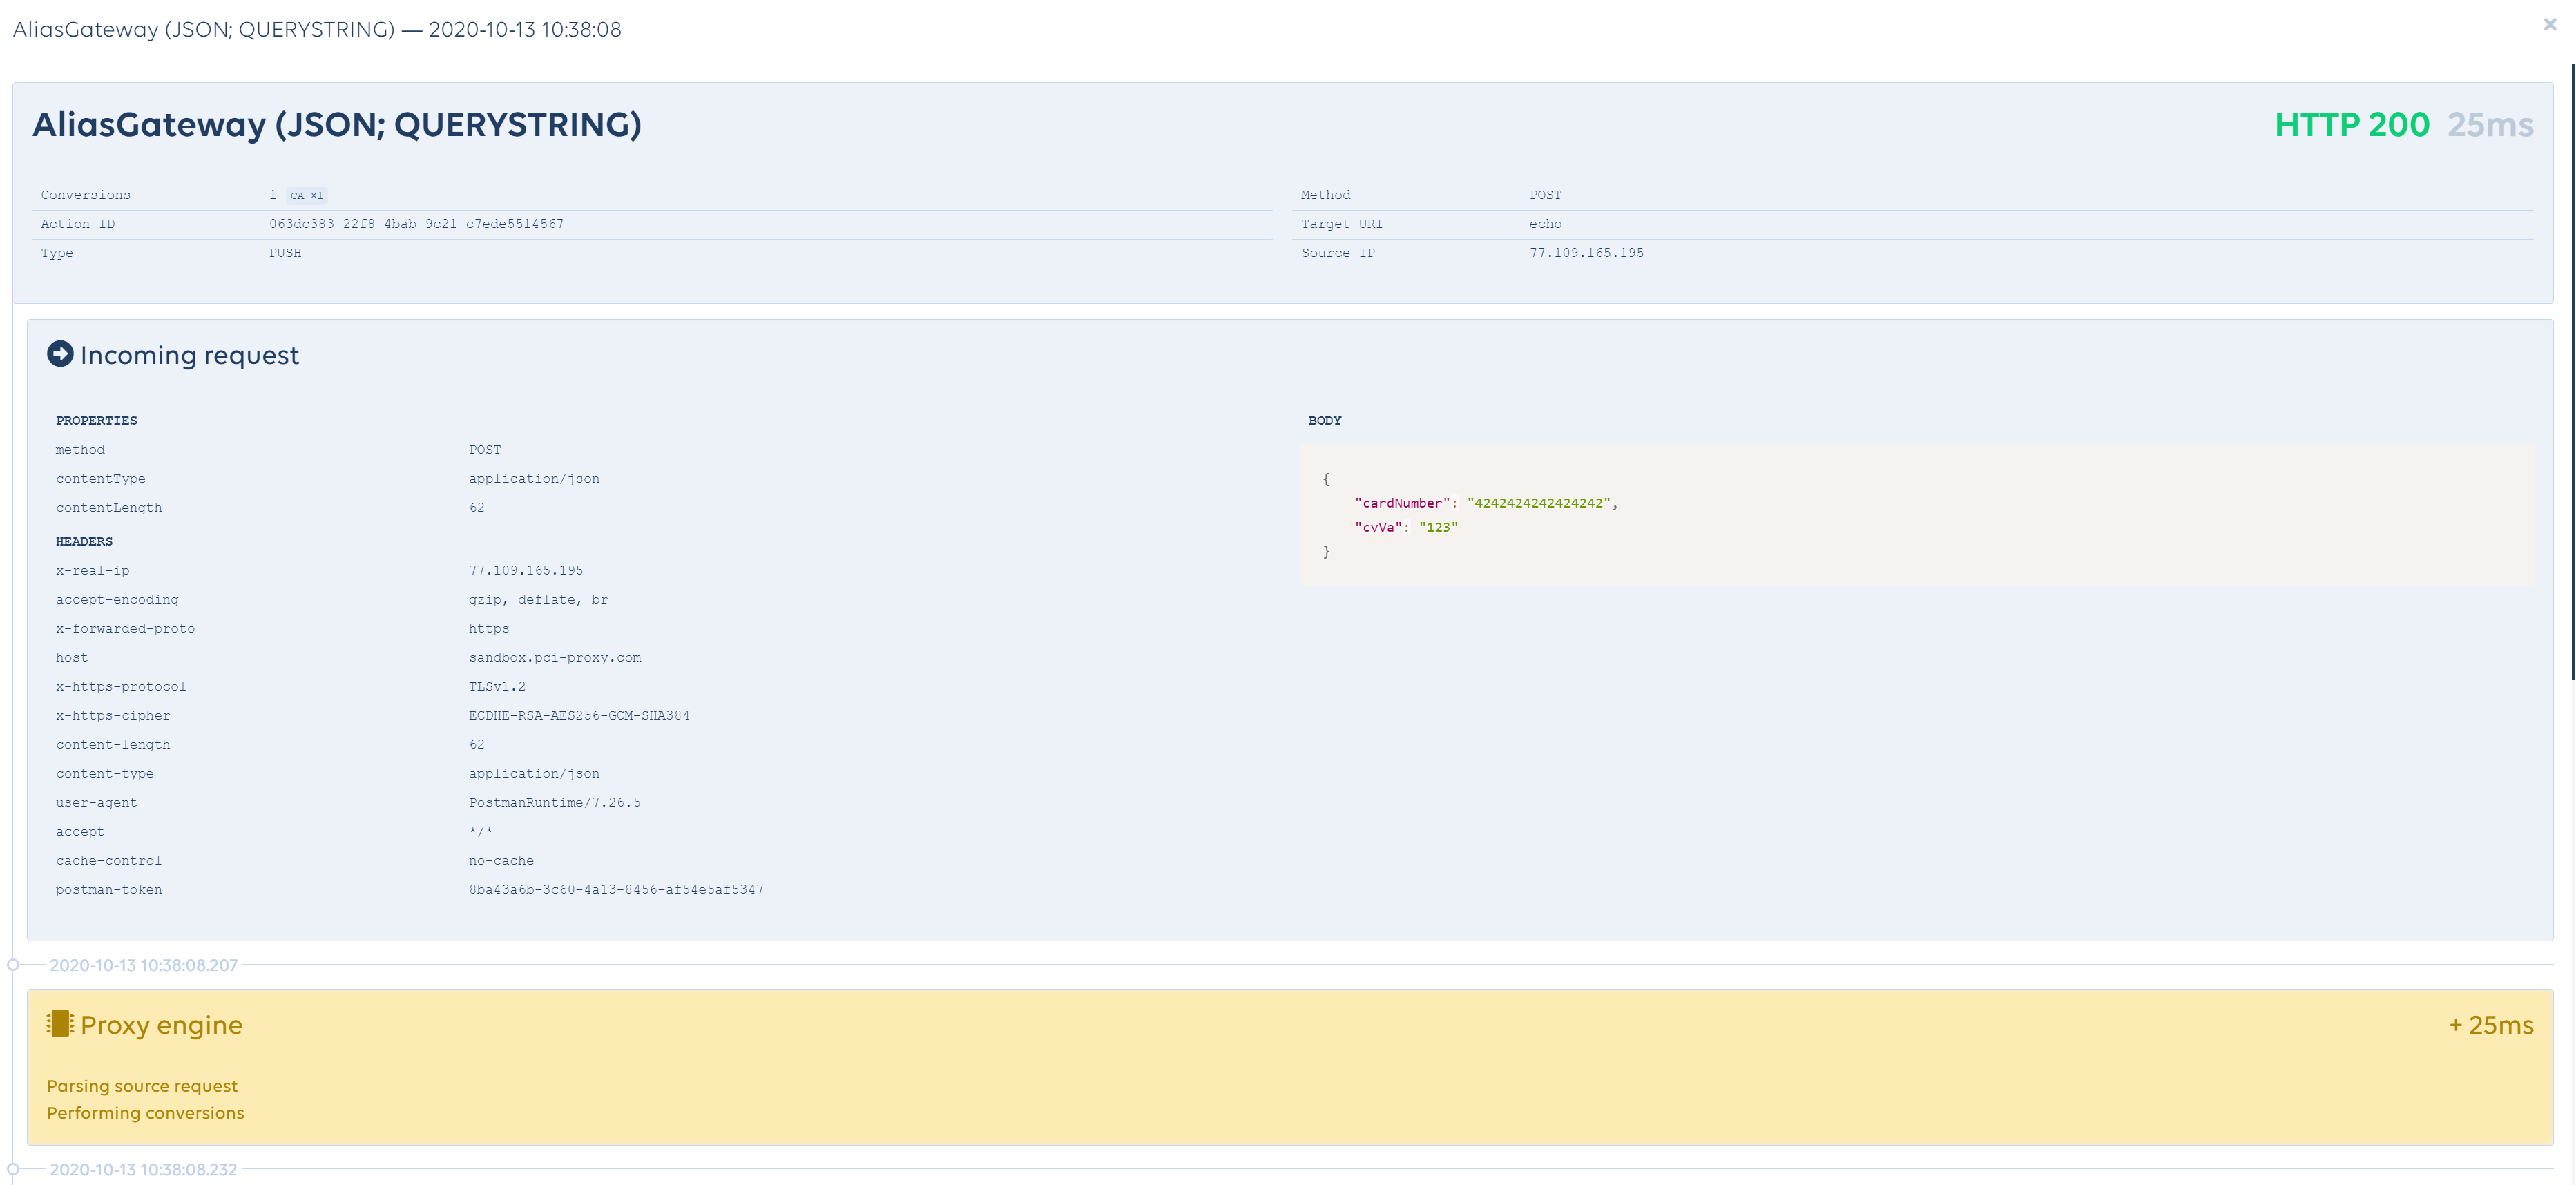 AliasGateway (JSON; QUERYSTRING) — 2020-10-13 10:38:08
×
AliasGateway (JSON; QUERYSTRING)
HTTP 200 25ms
Conversions 1 CA ×1
Action ID 063dc383-22f8-4bab-9c21-c7ede5514567
Type PUSH
Method POST
Target URI echo
Source IP 77.109.165.195
Incoming request
PROPERTIES
method POST
contentType application/json
contentLength 62
HEADERS
x-real-ip 77.109.165.195
accept-encoding gzip, deflate, br
x-forwarded-proto https
host sandbox.pci-proxy.com
x-https-protocol TLSv1.2
x-https-cipher ECDHE-RSA-AES256-GCM-SHA384
content-length 62
content-type application/json
user-agent PostmanRuntime/7.26.5
accept */*
cache-control no-cache
postman-token 8ba43a6b-3c60-4a13-8456-af54e5af5347
BODY
{
"cardNumber": "4242424242424242",
"cvVa": "123"
}
2020-10-13 10:38:08.207
Proxy engine
+ 25ms
Parsing source request
Performing conversions
2020-10-13 10:38:08.232